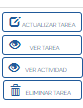 ACTUALIZAR TAREA
VER TAREA
VER ACTIVIDAD
ELIMINAR TAREA